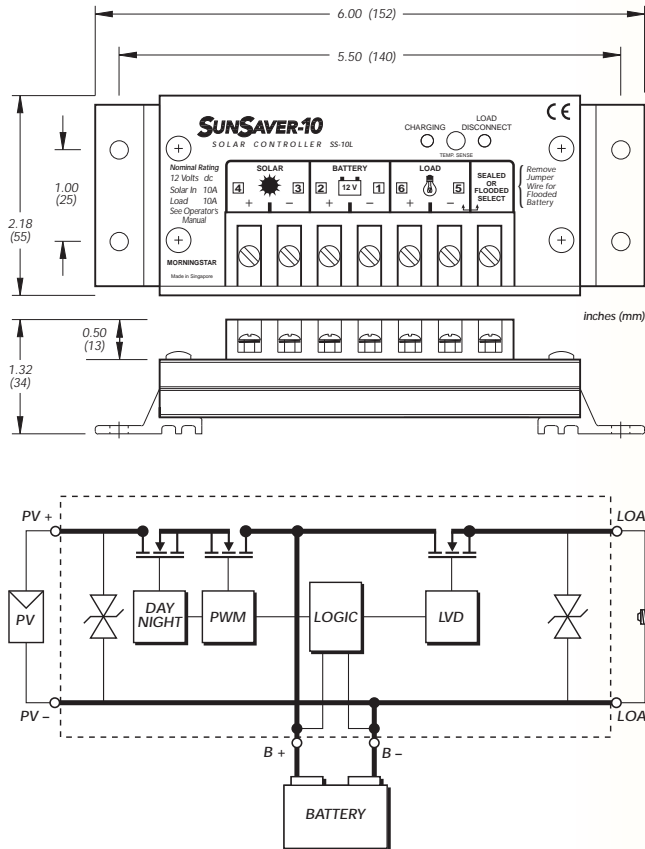 6.00 (152)
5.50 (140)
SUNSAVER-10
SOLAR CONTROLLER SS-10L
CHARGING
LOAD
DISCONNECT
TEMP. SENSE
CE
1.00
(25)
2.18
(55)
Nominal Rating
12 Volts dc
Solar In 10A
Load 10A
See Operator's
Manual
SOLAR
4 3
+ –
BATTERY
2 12 V 1
+ –
LOAD
6 5
+ –
SEALED
OR
FLOODED
SELECT
Remove
Jumper
Wire for
Flooded
Battery
MORNINGSTAR
Made in Singapore
inches (mm)
0.50
(13)
1.32
(34)
PV +
LOA
PV
DAY
NIGHT
PWM
LOGIC
LVD
PV –
LOA
B +
B –
BATTERY